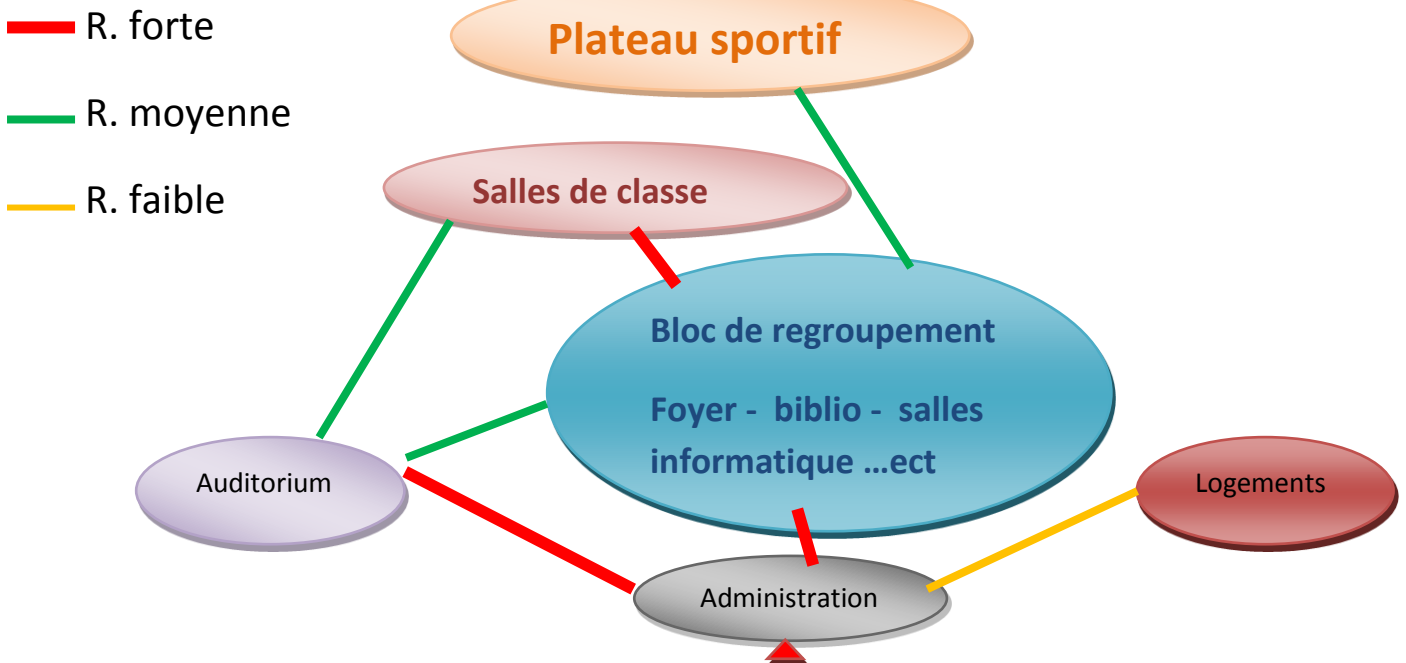 R. forte
R. moyenne
R. faible
Plateau sportif
Salles de classe
Bloc de regroupement
Foyer - biblio - salles
informatique ...ect
Auditorium
Logements
Administration